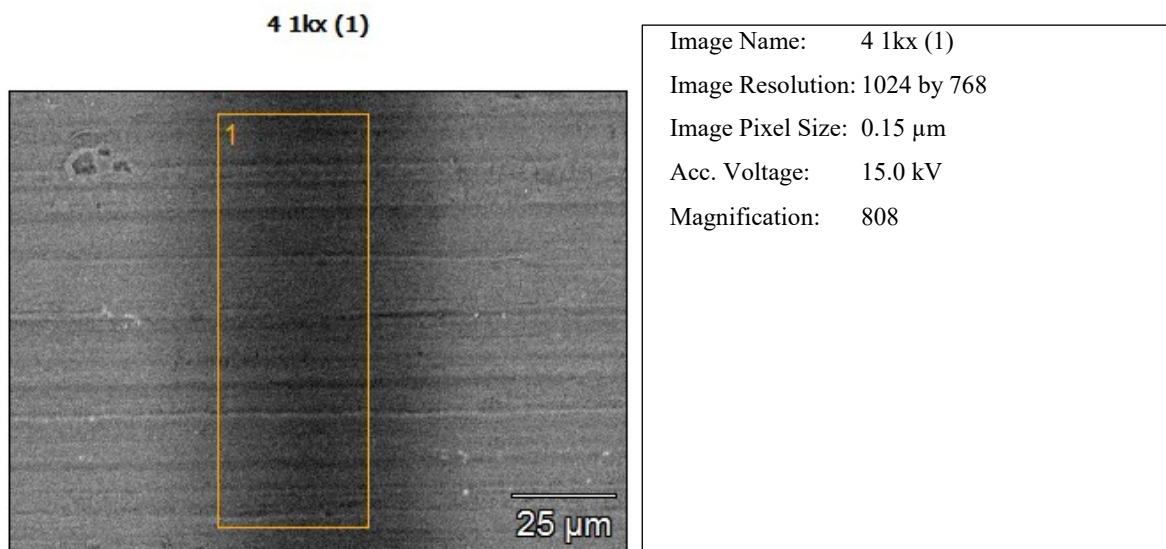 4 1kx (1)
1
25 µm
Image Name: 4 1kx (1)
Image Resolution: 1024 by 768
Image Pixel Size: 0.15 µm
Acc. Voltage: 15.0 kV
Magnification: 808